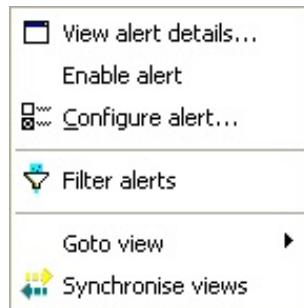 View alert details...
Enable alert
Configure alert...
Filter alerts
Goto view
Synchronise views